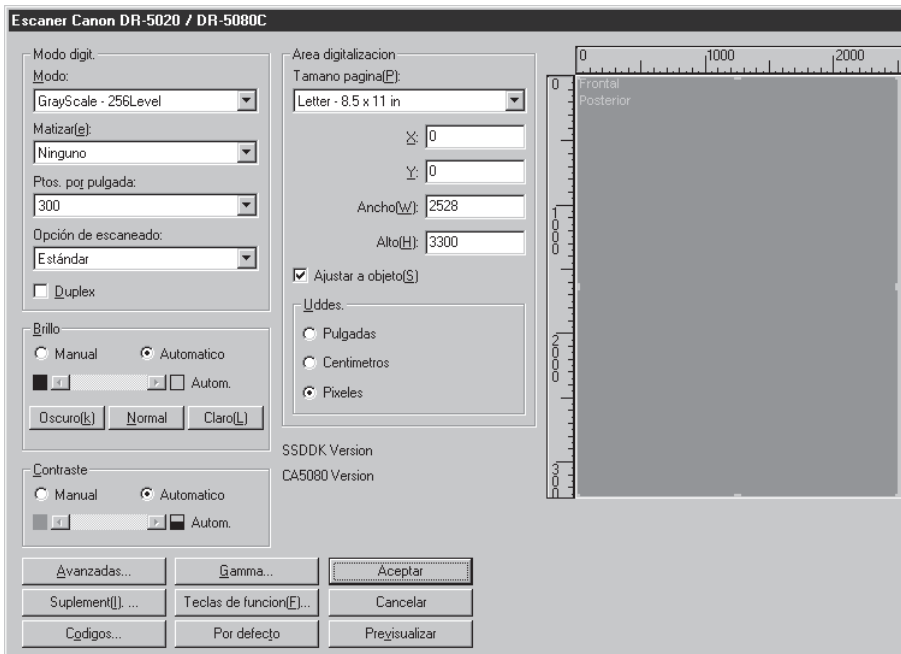 Escaner Canon DR-5020 / DR-5080C
Modo digit.
Modo:
GrayScale - 256Level
Matizar(e):
Ninguno
Ptos. por pulgada:
300
Opción de escaneado:
Estándar
Duplex
Brillo
Manual Automatico
Autom.
Oscuro(k) Normal Claro(L)
Contraste
Manual Automatico
Autom.
Area digitalizacion
Tamano pagina(P):
Letter - 8.5 x 11 in
X: 0
Y: 0
Ancho(W): 2528
Alto(H): 3300
Ajustar a objeto(S)
Uddes.
Pulgadas
Centimetros
Pixeles
SSDDK Version
CA5080 Version
0 1000 2000
0
1000
2000
300
Frontal
Posterior
Avanzadas... Gamma... Aceptar
Suplement(I). ... Teclas de funcion(F)... Cancelar
Codigos... Por defecto Previsualizar